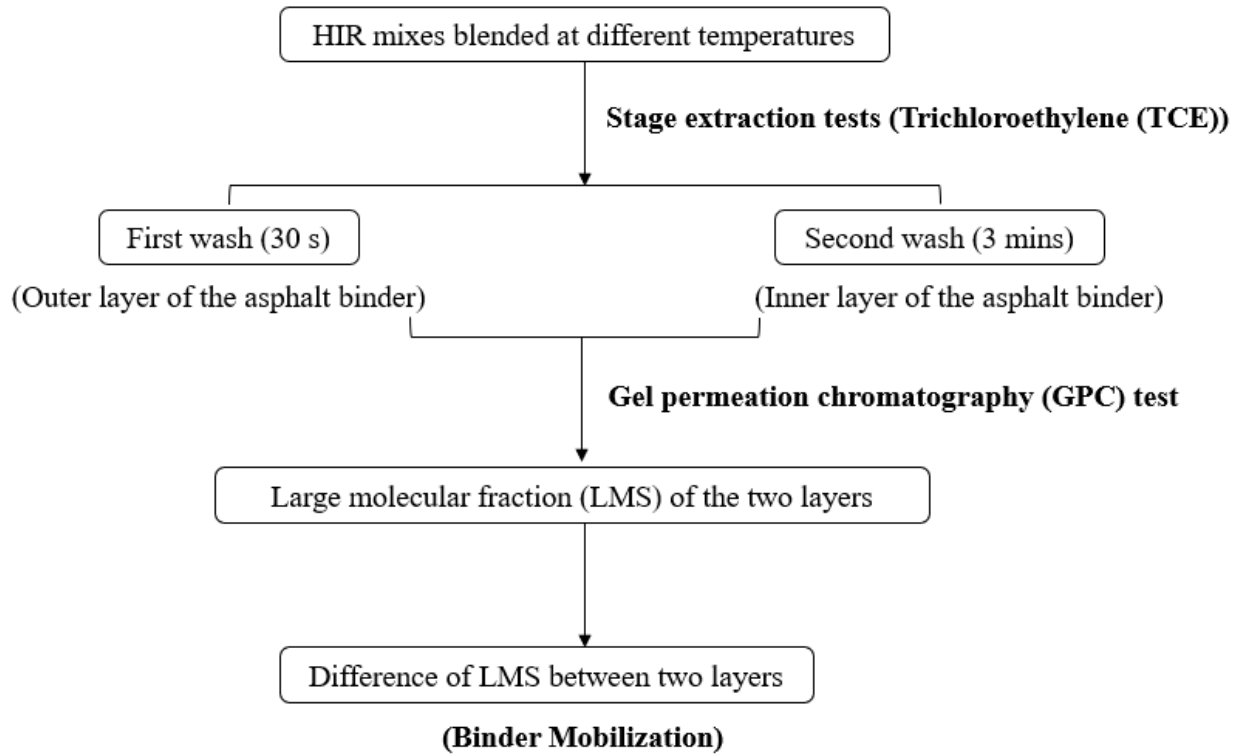 HIR mixes blended at different temperatures
Stage extraction tests (Trichloroethylene (TCE))
First wash (30 s)
Second wash (3 mins)
(Outer layer of the asphalt binder)
(Inner layer of the asphalt binder)
Gel permeation chromatography (GPC) test
Large molecular fraction (LMS) of the two layers
Difference of LMS between two layers
(Binder Mobilization)